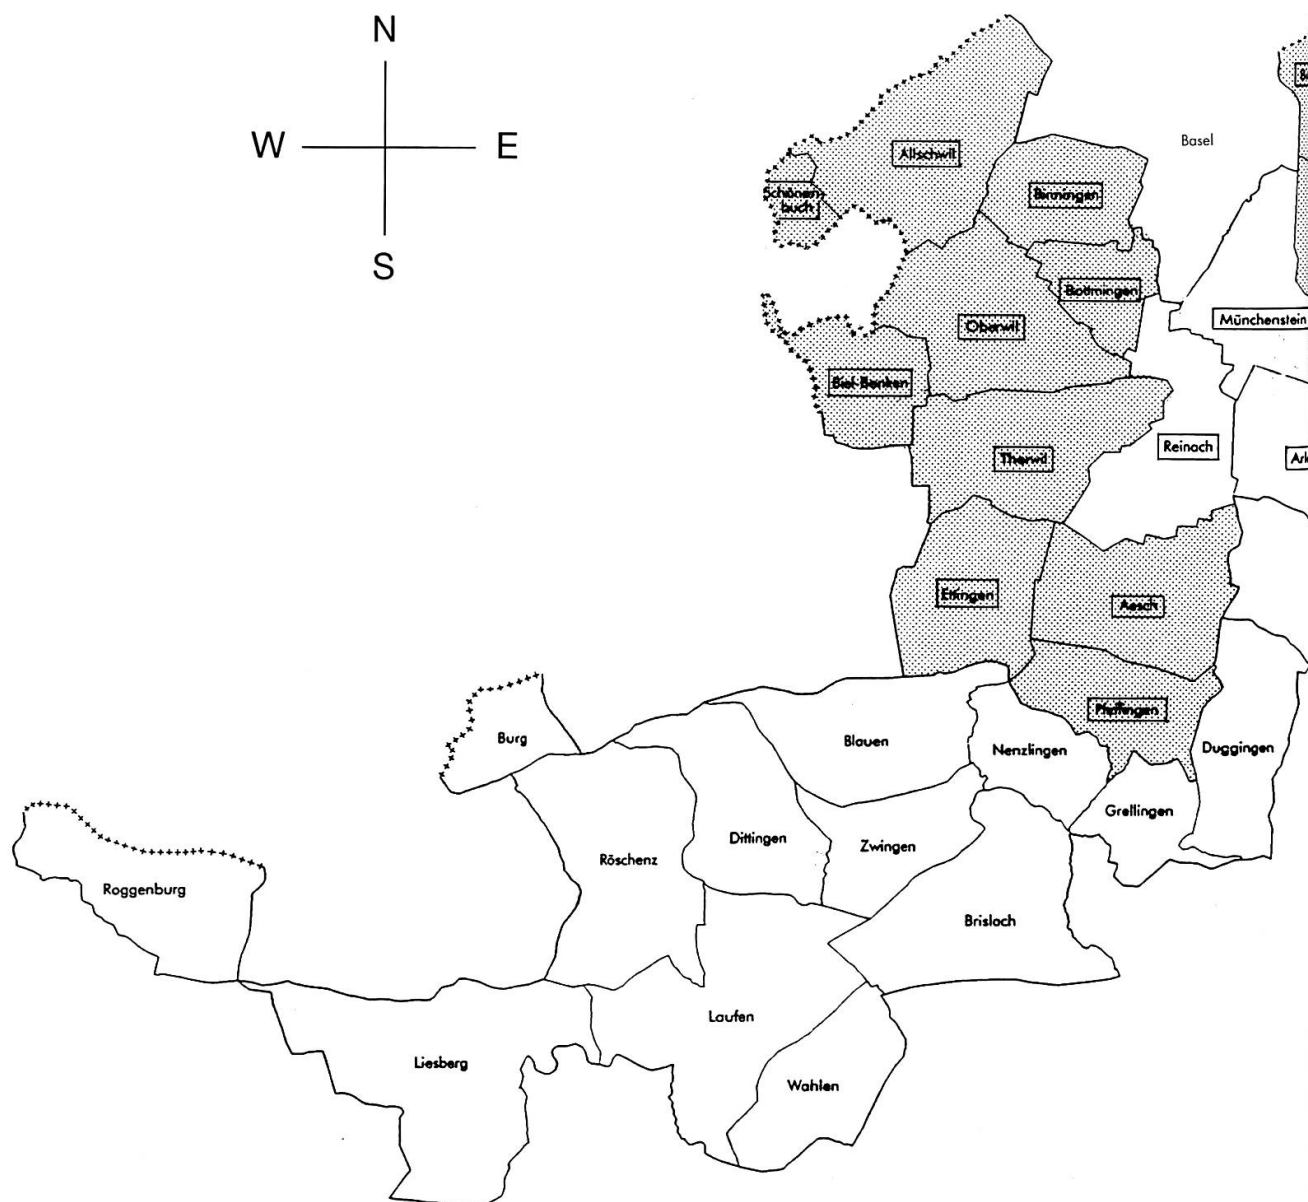 N
W
E
S
Basel
Allschwil
Binningen
Schönen-
buch
Bottmingen
Oberwil
Münchenstein
Biel-Benken
Reinach
Therwil
Ettingen
Aesch
Pfeffingen
Burg
Blauen
Nenzlingen
Duggingen
Grellingen
Dittingen
Zwingen
Röschenz
Roggenburg
Brislach
Laufen
Liesberg
Wahlen